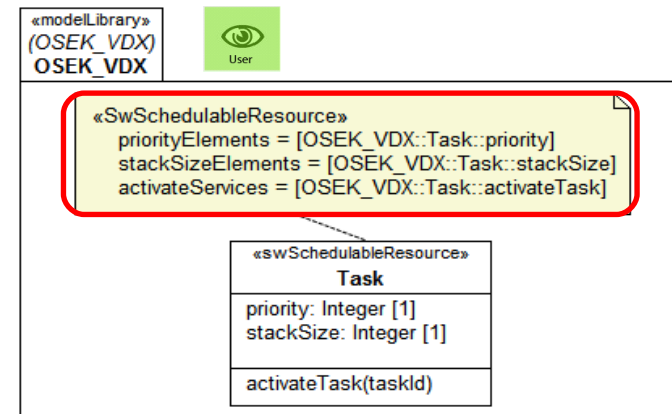 «modelLibrary»
(OSEK_VDX)
OSEK_VDX
User
«SwSchedulableResource»
priorityElements = [OSEK_VDX::Task::priority]
stackSizeElements = [OSEK_VDX::Task::stackSize]
activateServices = [OSEK_VDX::Task::activateTask]
«swSchedulableResource»
Task
priority: Integer [1]
stackSize: Integer [1]
activateTask(taskId)